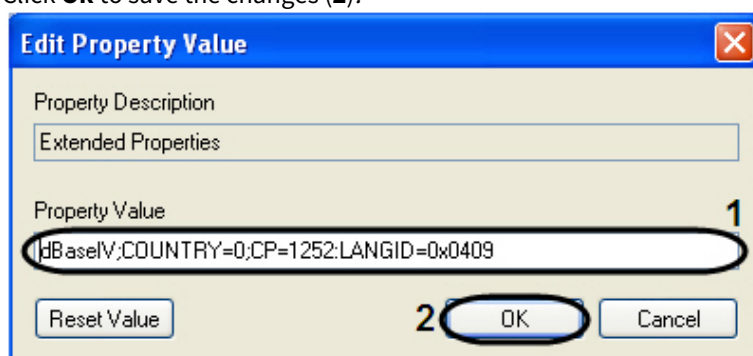 Click OK to save the changes (2).
Edit Property Value
Property Description
Extended Properties
Property Value
1
dBaseIV;COUNTRY=0;CP=1252:LANGID=0x0409
Reset Value 2 OK Cancel